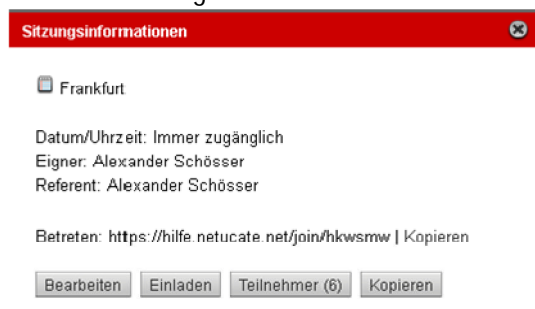 Sitzungsinformationen
Frankfurt
Datum/Uhrzeit: Immer zugänglich
Eigner: Alexander Schösser
Referent: Alexander Schösser
Betreten: https://hilfe.netucate.net/join/hkwsmw | Kopieren
Bearbeiten Einladen Teilnehmer (6) Kopieren